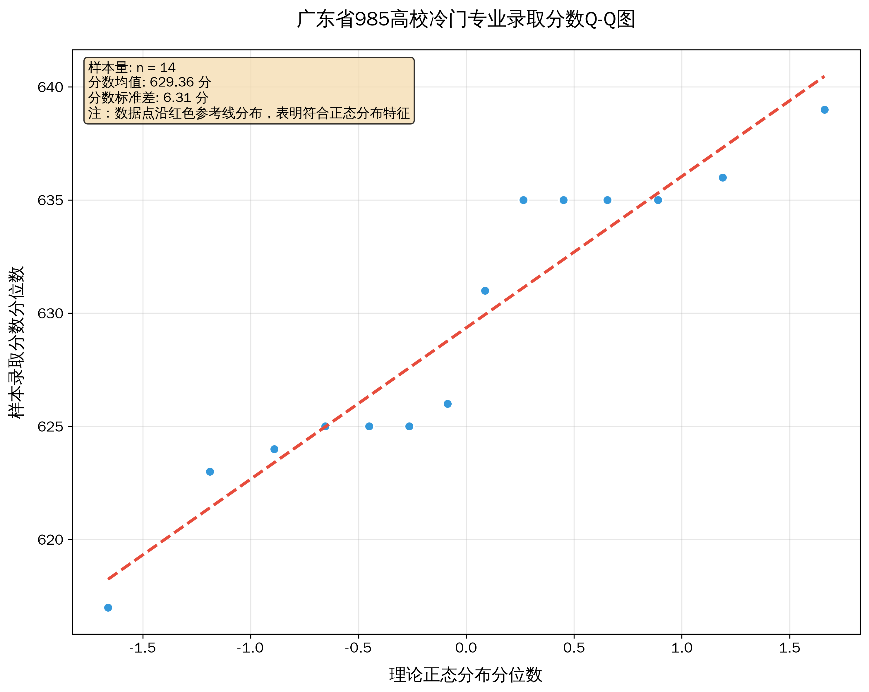 广东省985高校冷门专业录取分数Q-Q图
样本量: n = 14
分数均值: 629.36 分
分数标准差: 6.31 分
注：数据点沿红色参考线分布，表明符合正态分布特征
样本录取分数分位数
640
635
630
625
620
-1.5
-1.0
-0.5
0.0
0.5
1.0
1.5
理论正态分布分位数